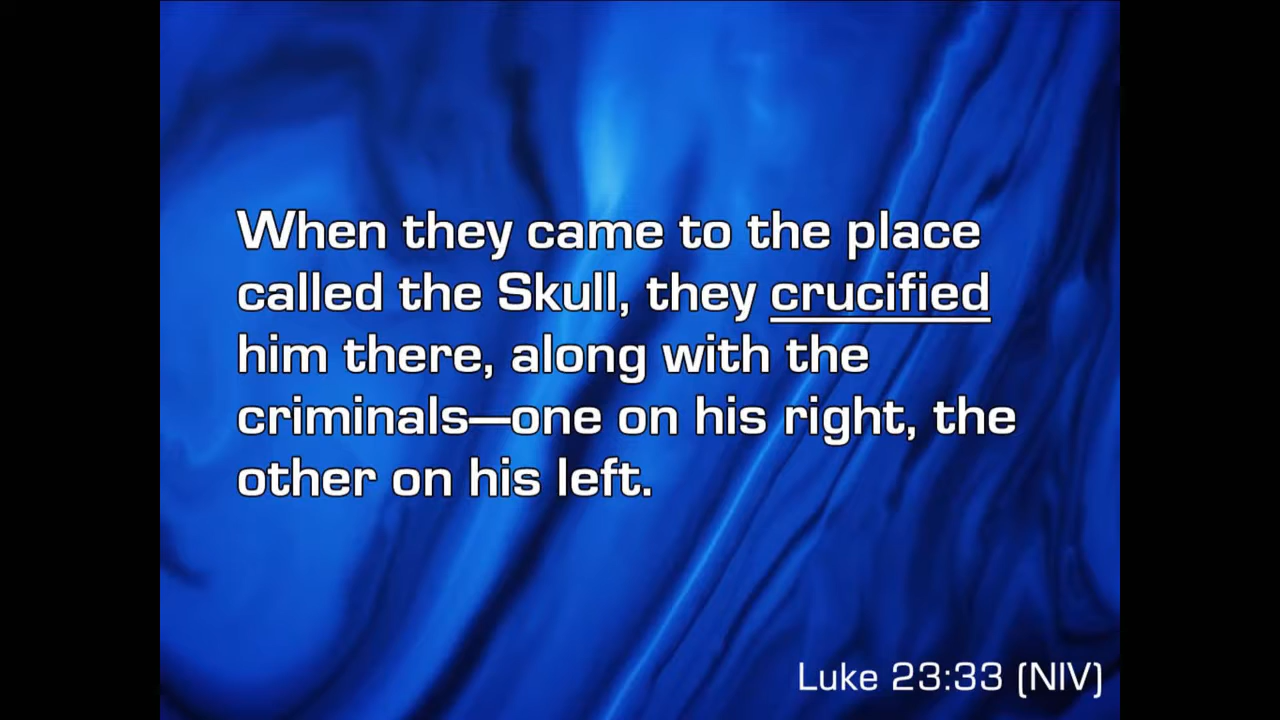 When they came to the place
called the Skull, they crucified
him there, along with the
criminals—one on his right, the
other on his left.
Luke 23:33 (NIV)